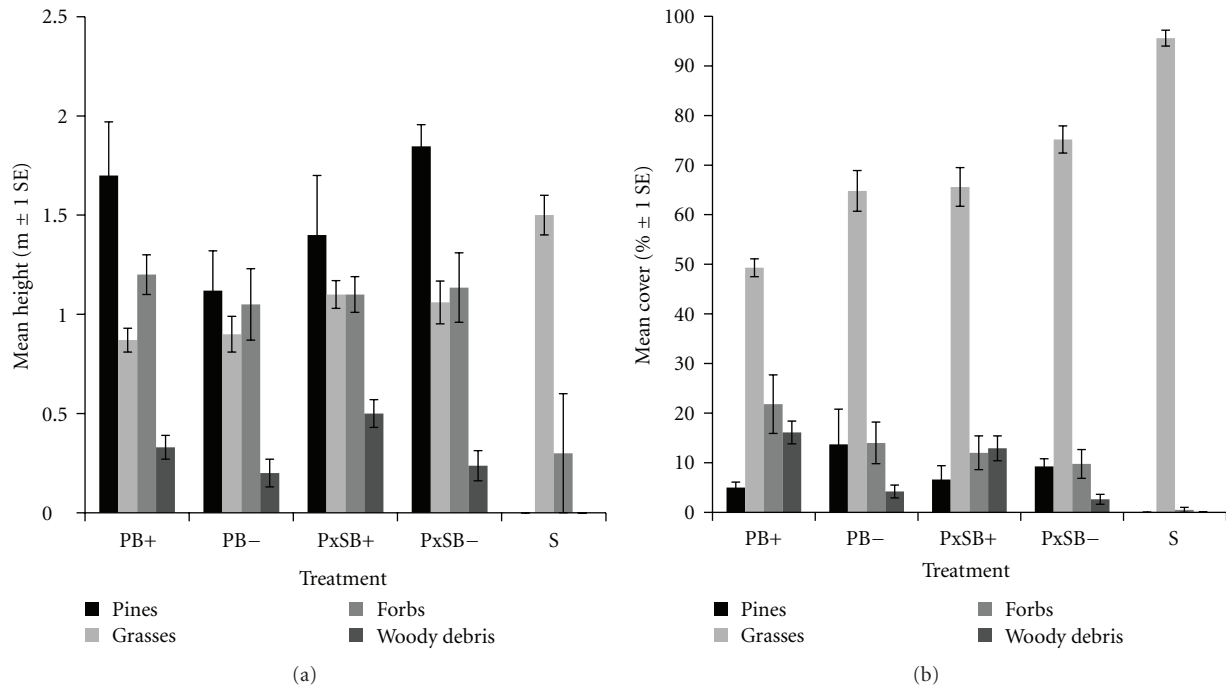 2.5
2
1.5
1
0.5
0
Mean height (m ± 1 SE)
PB+ PB− PxSB+ PxSB− S
Treatment
Pines
Grasses
Forbs
Woody debris
(a)
100
90
80
70
60
50
40
30
20
10
0
Mean cover (% ± 1 SE)
PB+ PB− PxSB+ PxSB− S
Treatment
Pines
Grasses
Forbs
Woody debris
(b)